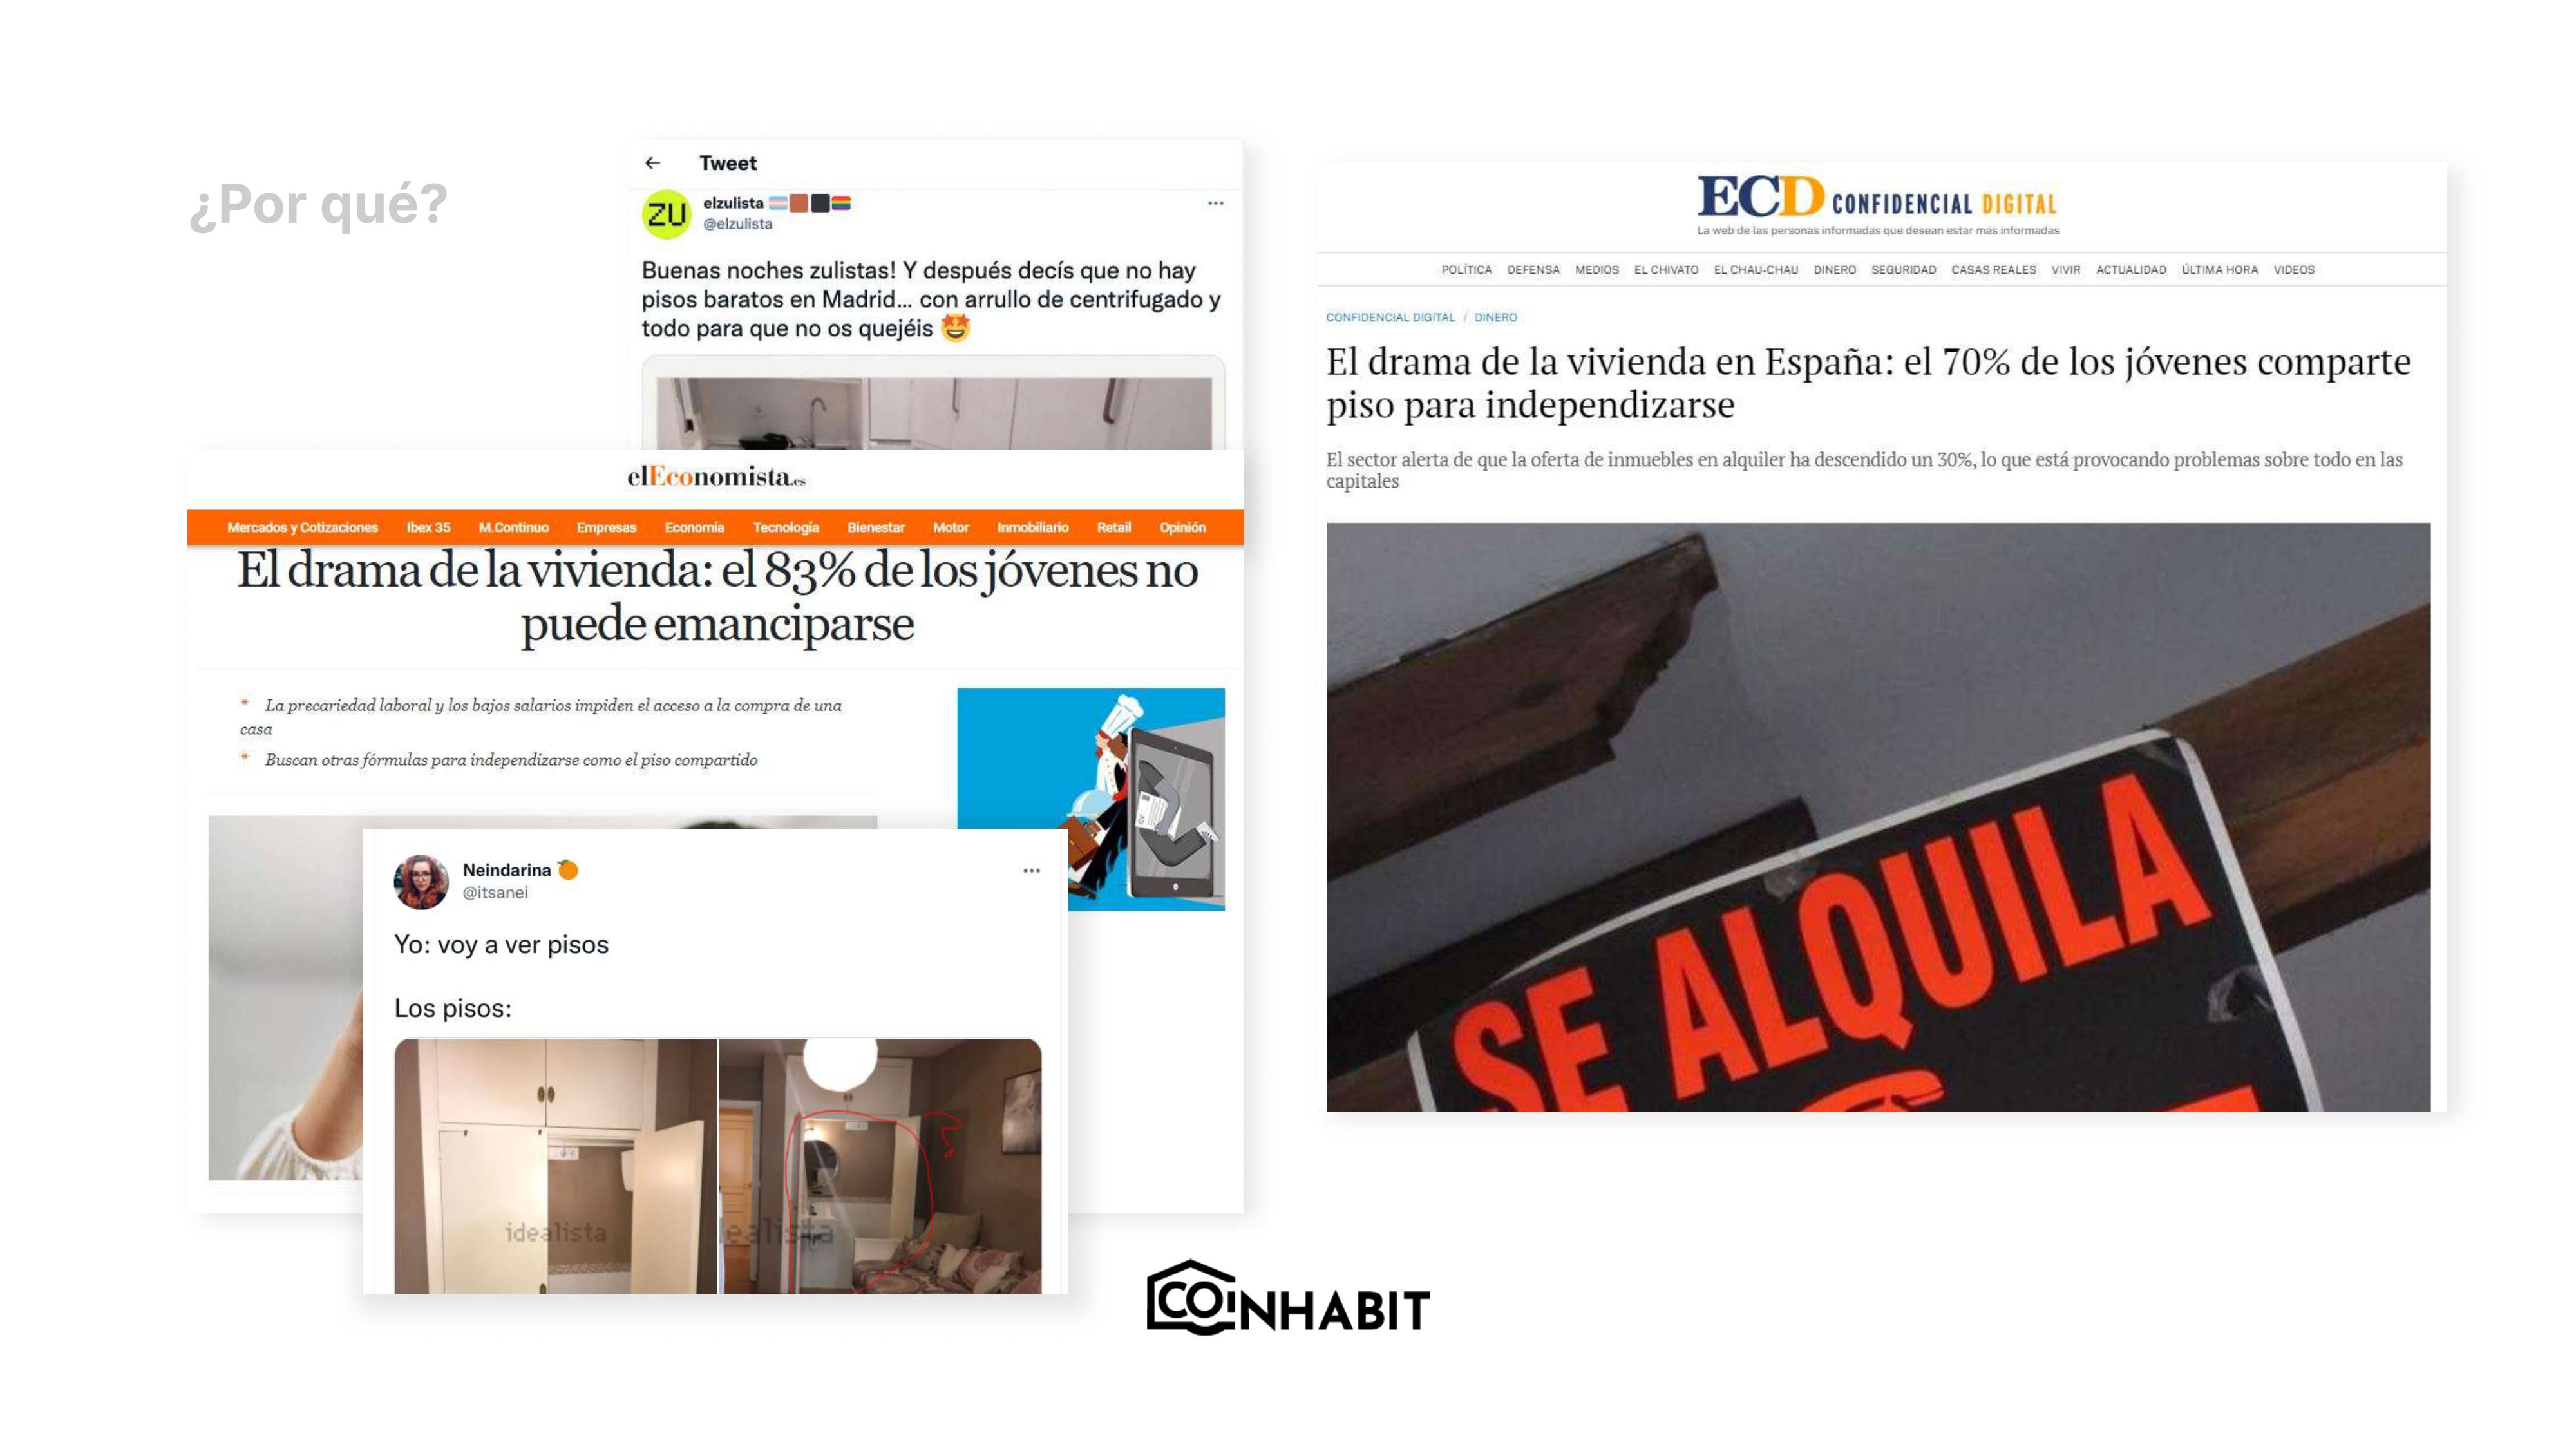 ¿Por qué?
Tweet
ZU
elzulista
@elzulista
Buenas noches zulistas! Y después decís que no hay
pisos baratos en Madrid... con arrullo de centrifugado y
todo para que no os quejéis
elEconomista.es
Mercados y Cotizaciones Ibex 35 M.Continuo Empresas Economía Tecnología Bienestar Motor Inmobiliario Retail Opinión
El drama de la vivienda: el 83% de los jóvenes no
puede emanciparse
* La precariedad laboral y los bajos salarios impiden el acceso a la compra de una
casa
* Buscan otras fórmulas para independizarse como el piso compartido
Neindarina
@itsanei
Yo: voy a ver pisos
Los pisos:
idealista
idealista
ECD CONFIDENCIAL DIGITAL
La web de las personas informadas que desean estar más informadas
POLÍTICA DEFENSA MEDIOS EL CHIVATO EL CHAU-CHAU DINERO SEGURIDAD CASAS REALES VIVIR ACTUALIDAD ÚLTIMA HORA VIDEOS
CONFIDENCIAL DIGITAL / DINERO
El drama de la vivienda en España: el 70% de los jóvenes comparte
piso para independizarse
El sector alerta de que la oferta de inmuebles en alquiler ha descendido un 30%, lo que está provocando problemas sobre todo en las
capitales
SE ALQUILA
COINHABIT